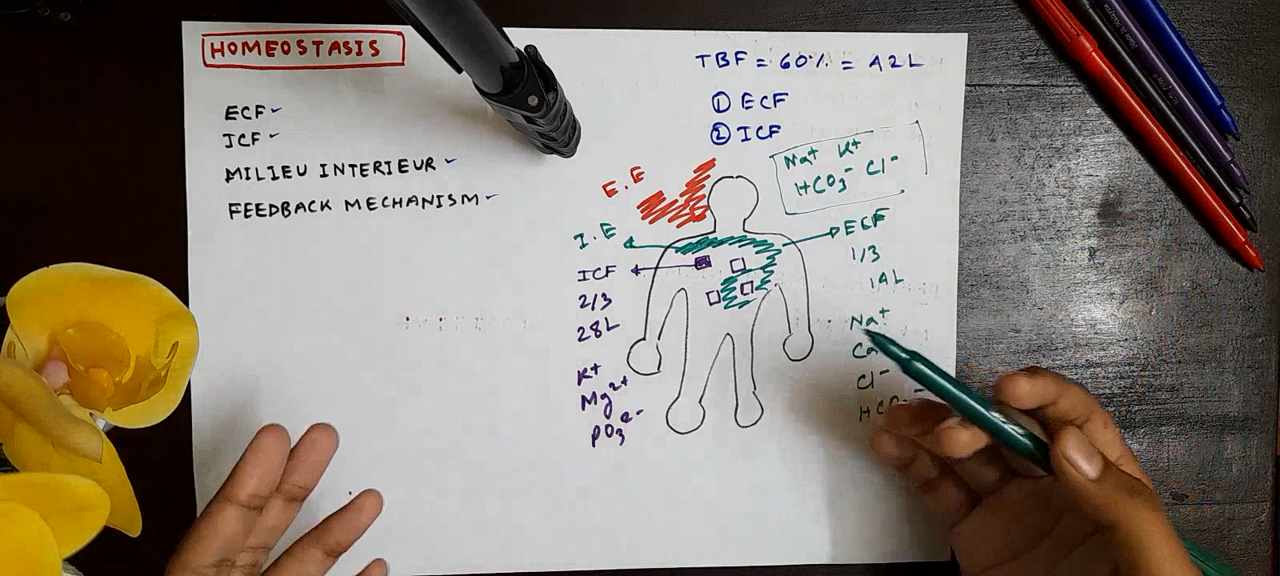 HOMEOSTASIS
ECF
ICF
MILIEU INTERIEUR
FEEDBACK MECHANISM
TBF = 60% = 42L
① ECF
② ICF
Na⁺ K⁺
HCO₃⁻ Cl⁻
E.E
I.E
ICF
2/3
28L
K⁺
Mg²⁺
ECF
1/3
14L
Na⁺
Cl⁻